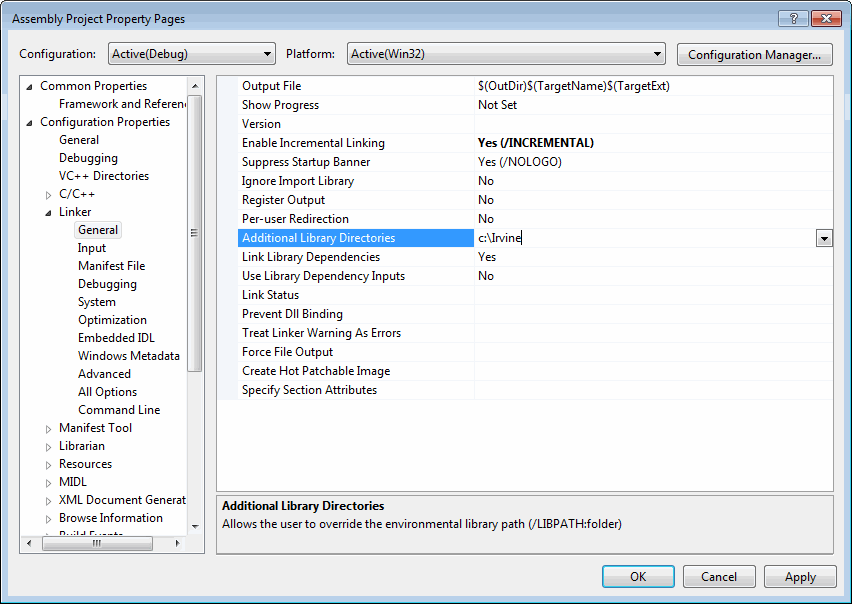 Assembly Project Property Pages
Configuration: Active(Debug) Platform: Active(Win32) Configuration Manager...
Common Properties
Framework and Referen
Configuration Properties
General
Debugging
VC++ Directories
C/C++
Linker
General
Input
Manifest File
Debugging
System
Optimization
Embedded IDL
Windows Metadata
Advanced
All Options
Command Line
Manifest Tool
Librarian
Resources
MIDL
XML Document Generat
Browse Information
Build Events
Output File $(OutDir)$(TargetName)$(TargetExt)
Show Progress Not Set
Version
Enable Incremental Linking Yes (/INCREMENTAL)
Suppress Startup Banner Yes (/NOLOGO)
Ignore Import Library No
Register Output No
Per-user Redirection No
Additional Library Directories c:\Irvine
Link Library Dependencies Yes
Use Library Dependency Inputs No
Link Status
Prevent Dll Binding
Treat Linker Warning As Errors
Force File Output
Create Hot Patchable Image
Specify Section Attributes
Additional Library Directories
Allows the user to override the environmental library path (/LIBPATH:folder)
OK Cancel Apply